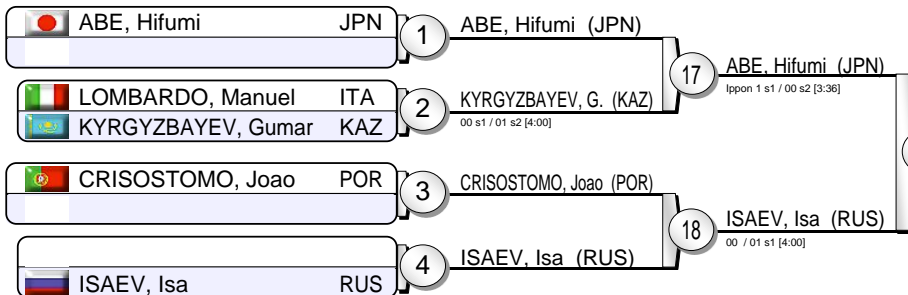 ABE, Hifumi JPN
1
ABE, Hifumi (JPN)
LOMBARDO, Manuel ITA
KYRGYZBAYEV, Gumar KAZ
2
KYRGYZBAYEV, G. (KAZ)
00 s1 / 01 s2 [4:00]
17
ABE, Hifumi (JPN)
Ippon 1 s1 / 00 s2 [3:36]
CRISOSTOMO, Joao POR
3
CRISOSTOMO, Joao (POR)
ISAEV, Isa RUS
4
ISAEV, Isa (RUS)
18
ISAEV, Isa (RUS)
00 / 01 s1 [4:00]